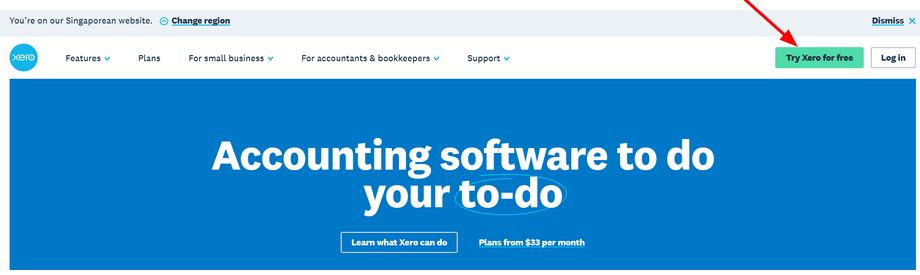 You're on our Singaporean website. Change region Dismiss
xero Features Plans For small business For accountants & bookkeepers Support Try Xero for free Log in
Accounting software to do
your to-do
Learn what Xero can do Plans from $33 per month